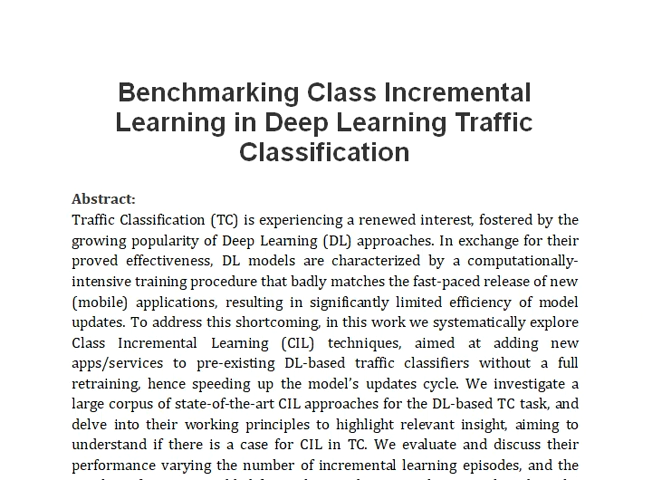 Benchmarking Class Incremental
Learning in Deep Learning Traffic
Classification
Abstract:
Traffic Classification (TC) is experiencing a renewed interest, fostered by the
growing popularity of Deep Learning (DL) approaches. In exchange for their
proved effectiveness, DL models are characterized by a computationally-
intensive training procedure that badly matches the fast-paced release of new
(mobile) applications, resulting in significantly limited efficiency of model
updates. To address this shortcoming, in this work we systematically explore
Class Incremental Learning (CIL) techniques, aimed at adding new
apps/services to pre-existing DL-based traffic classifiers without a full
retraining, hence speeding up the model's updates cycle. We investigate a
large corpus of state-of-the-art CIL approaches for the DL-based TC task, and
delve into their working principles to highlight relevant insight, aiming to
understand if there is a case for CIL in TC. We evaluate and discuss their
performance varying the number of incremental learning episodes, and the